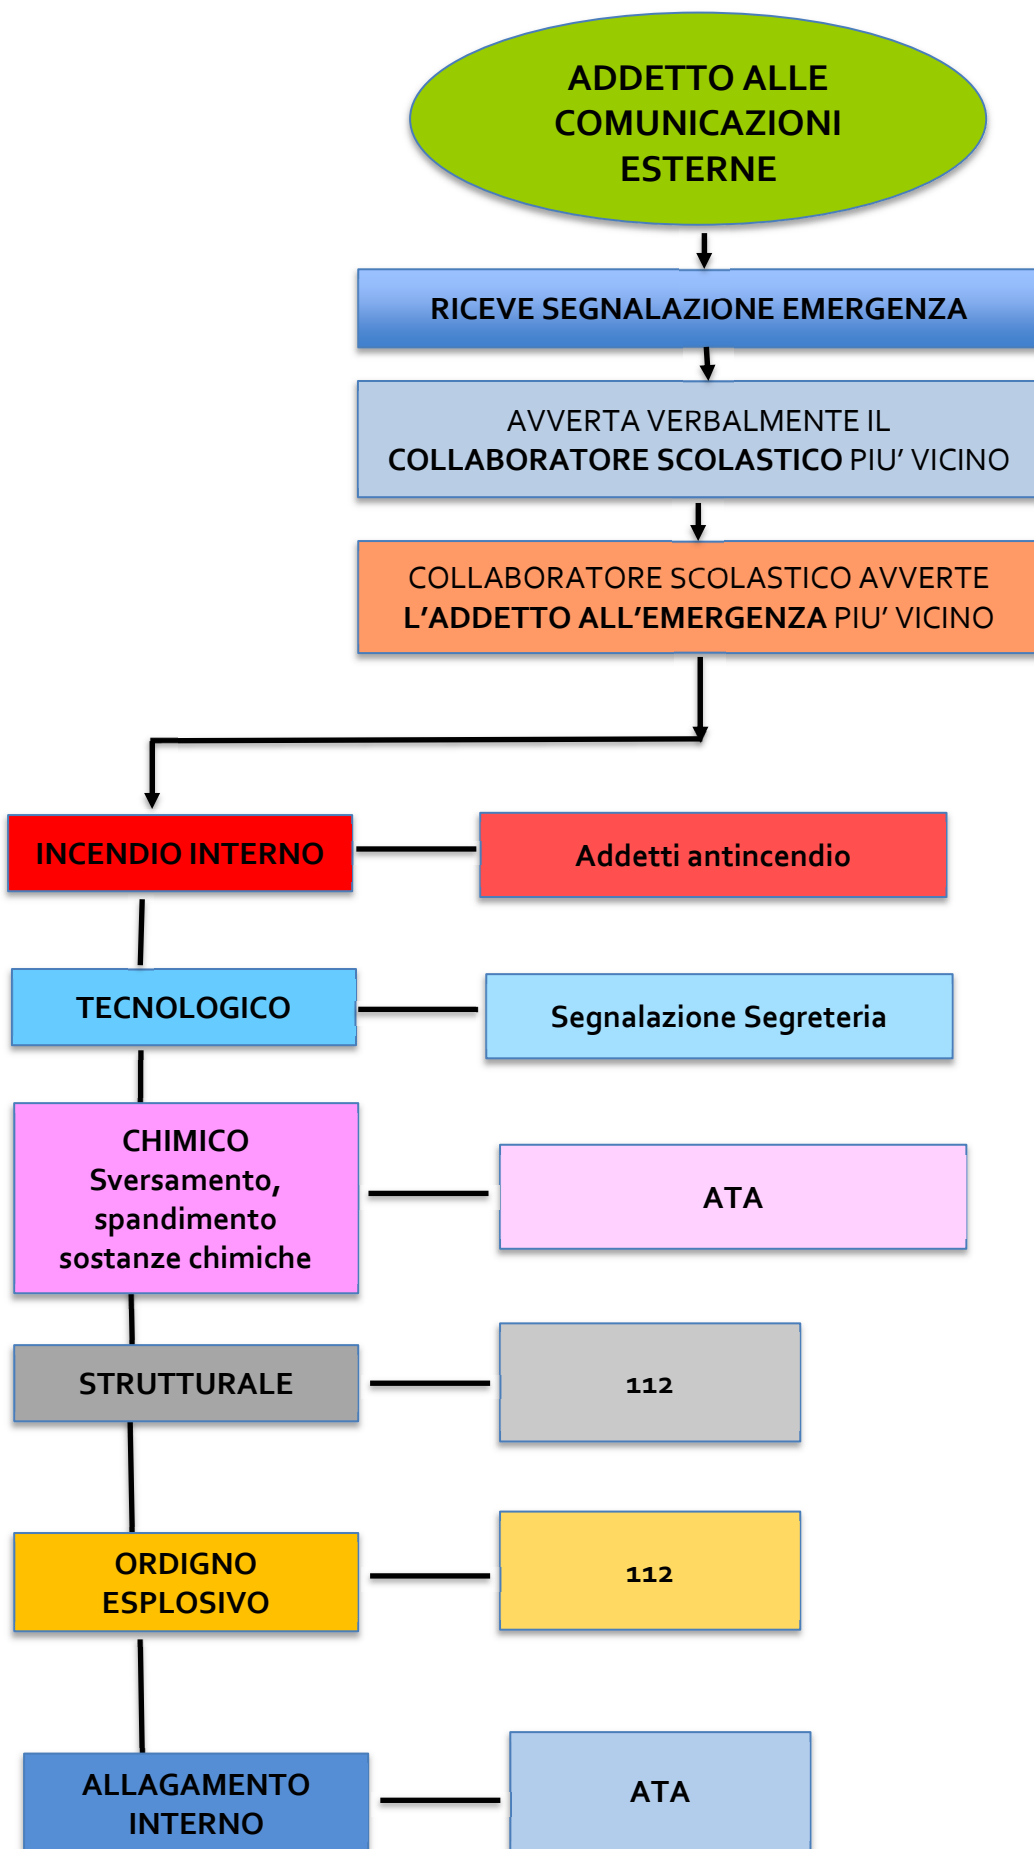 ADDETTO ALLE
COMUNICAZIONI
ESTERNE
RICEVE SEGNALAZIONE EMERGENZA
AVVERTA VERBALMENTE IL
COLLABORATORE SCOLASTICO PIU’ VICINO
COLLABORATORE SCOLASTICO AVVERTE
L’ADDETTO ALL’EMERGENZA PIU’ VICINO
INCENDIO INTERNO
Addetti antincendio
TECNOLOGICO
Segnalazione Segreteria
CHIMICO
Sversamento,
spandimento
sostanze chimiche
ATA
STRUTTURALE
112
ORDIGNO
ESPLOSIVO
112
ALLAGAMENTO
INTERNO
ATA